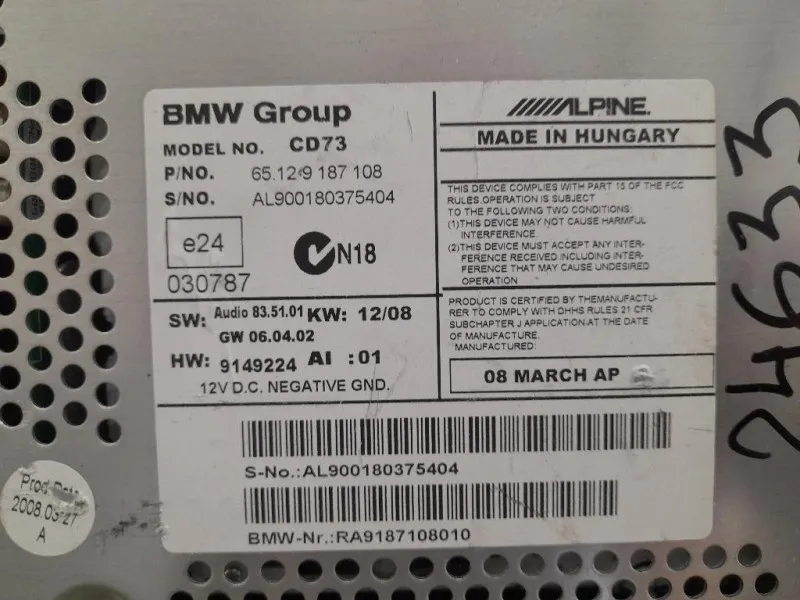 BMW Group
MODEL NO. CD73
P/NO. 65.12-9 187 108
S/NO. AL900180375404
e24
N18
030787
SW: Audio 83.51.01 KW: 12/08
GW 06.04.02
HW: 9149224 AI :01
12V D.C. NEGATIVE GND.
ALPINE.
MADE IN HUNGARY
THIS DEVICE COMPLIES WITH PART 15 OF THE FCC
RULES.OPERATION IS SUBJECT
TO THE FOLLOWING TWO CONDITIONS:
(1)THIS DEVICE MAY NOT CAUSE HARMFUL
INTERFERENCE.
(2)THIS DEVICE MUST ACCEPT ANY INTER-
FERENCE RECEIVED,INCLUDING INTER-
FERENCE THAT MAY CAUSE UNDESIRED
OPERATION
PRODUCT IS CERTIFIED BY THEMANUFACTU-
RER TO COMPLY WITH DHHS RULES 21 CFR
SUBCHAPTER J APPLICATION AT THE DATE
OF MANUFACTURE.
MANUFACTURED:
08 MARCH AP
S-No.:AL900180375404
BMW-Nr.:RA9187108010
Prod Date
2008.03.27
A
24633